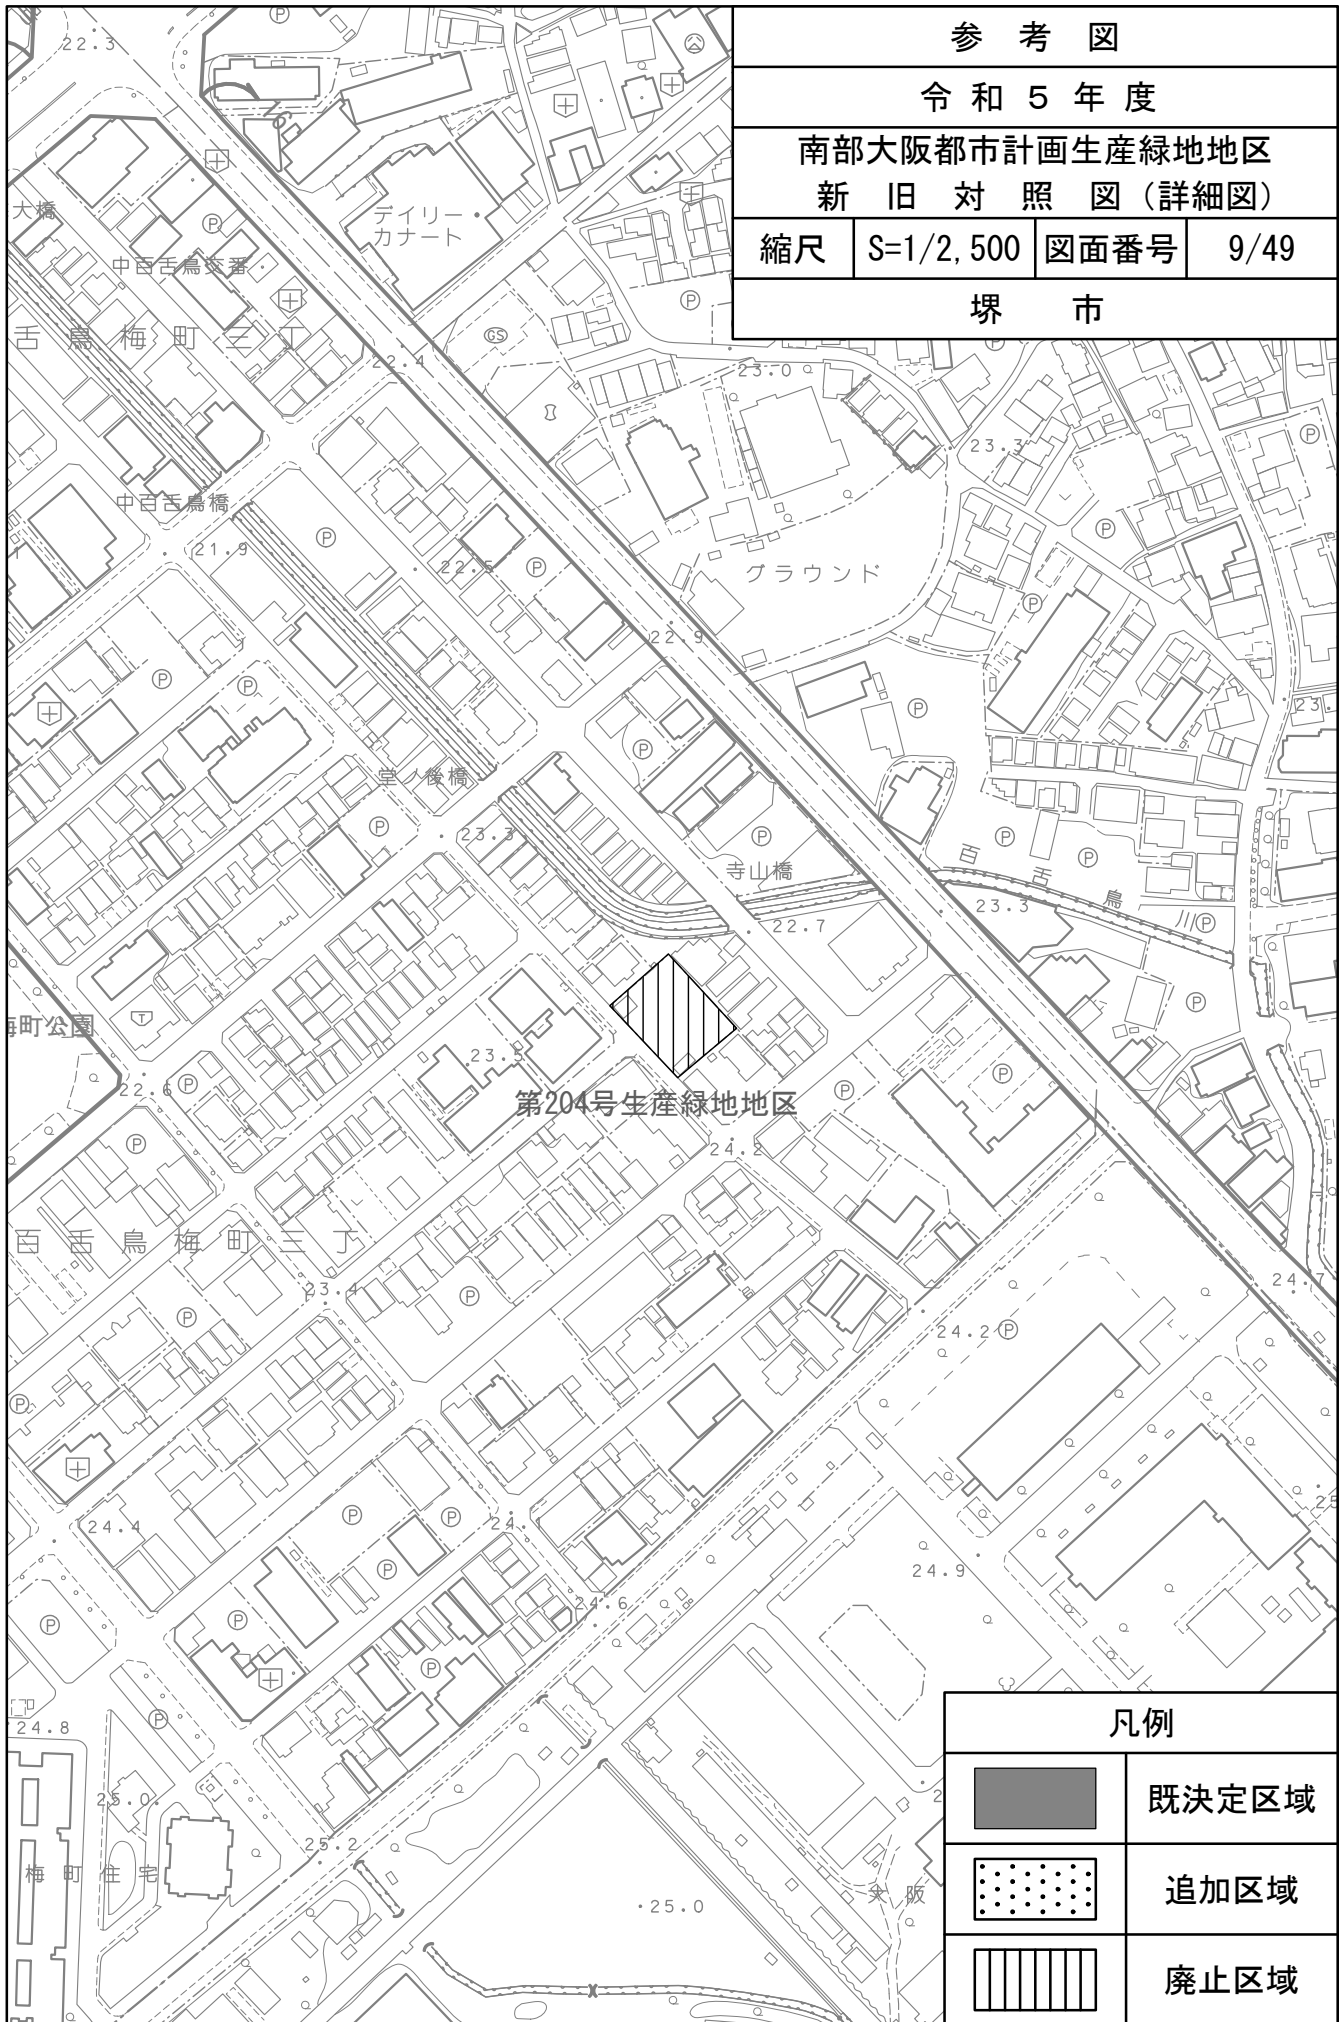 参考図
令和5年度
南部大阪都市計画生産緑地地区
新旧対照図(詳細図)
縮尺 S=1/2,500 図面番号 9/49
堺市
22.3
大橋
デイリー・
カナート
中百舌鳥交番
舌鳥梅町三丁
22.4
GS
23.0
23.3
P
中百舌鳥橋
21.9
22.5
グラウンド
22.9
23.
堂ノ後橋
23.3
寺山橋
百舌鳥川
23.3
22.7
梅町公園
23.5
22.6
第204号生産緑地地区
24.2
百舌鳥梅町三丁
23.4
24.7
24.2
24.4
24.1
25
24.9
24.6
24.8
25.0
25.2
梅町住宅
25.0
大阪
凡例
既決定区域
追加区域
廃止区域